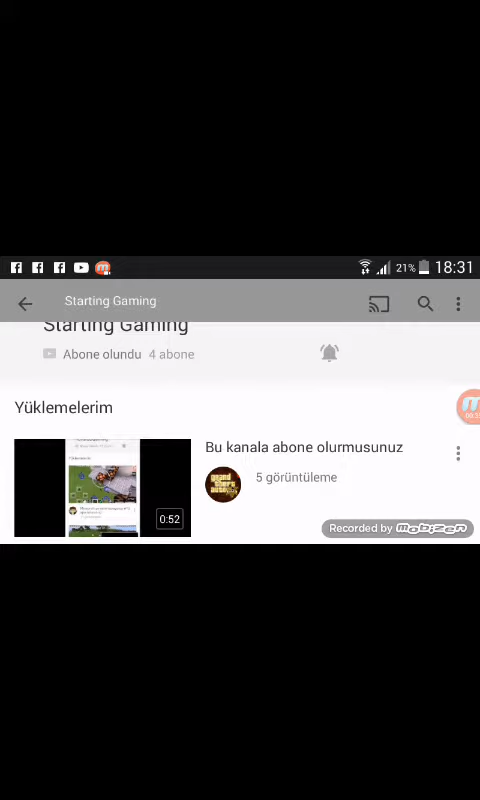 21% 18:31
Starting Gaming
Starting Gaming
Abone olundu 4 abone
Yüklemelerim
Bu kanala abone olurmusunuz
5 görüntüleme
0:52
Recorded by mobizen